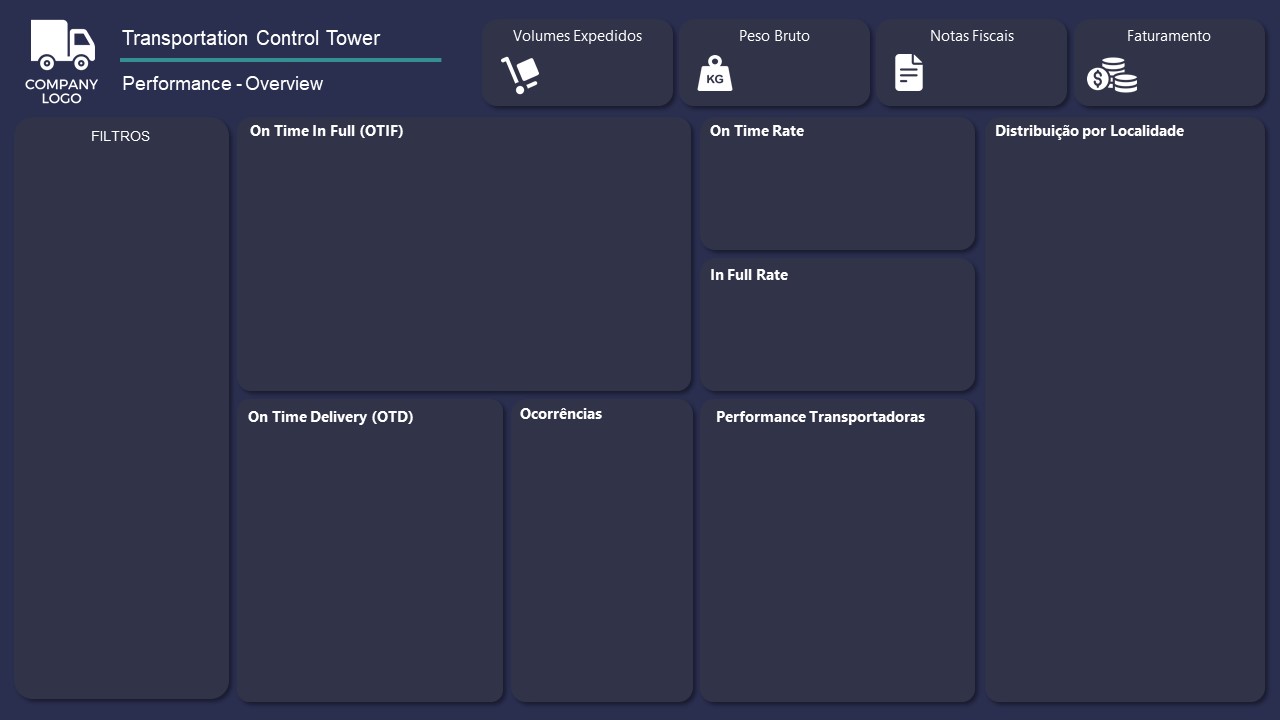 COMPANY
LOGO
Transportation Control Tower
Performance - Overview
Volumes Expedidos
Peso Bruto
KG
Notas Fiscais
Faturamento
$
FILTROS
On Time In Full (OTIF)
On Time Rate
In Full Rate
Distribuição por Localidade
On Time Delivery (OTD)
Ocorrências
Performance Transportadoras